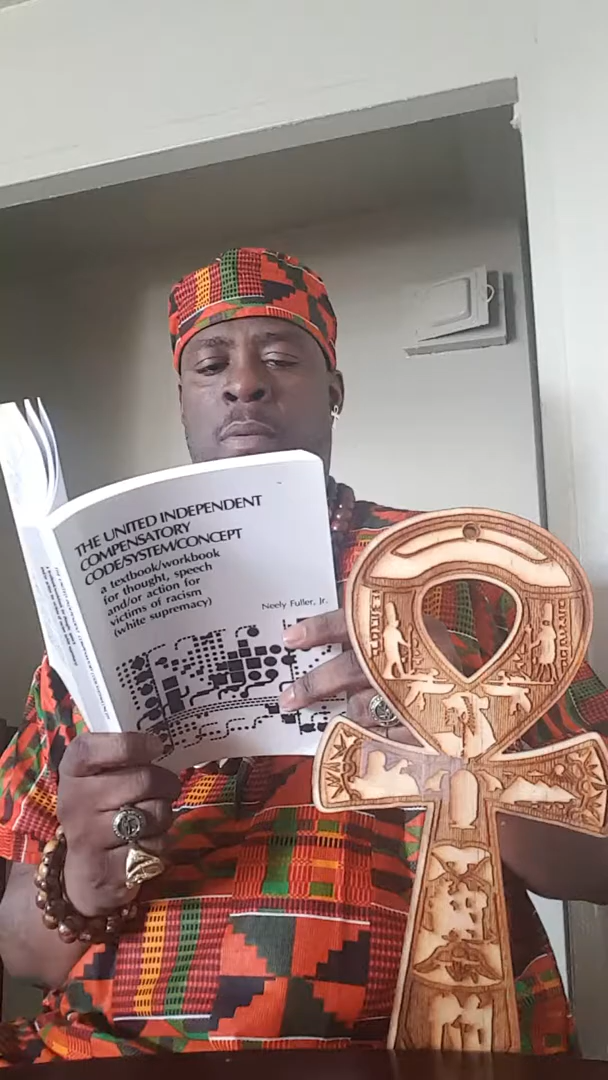 THE UNITED INDEPENDENT
COMPENSATORY
CODE/SYSTEM/CONCEPT
a textbook/workbook
for thought, speech
and/or action for
victims of racism
(white supremacy)
Neely Fuller, Jr.